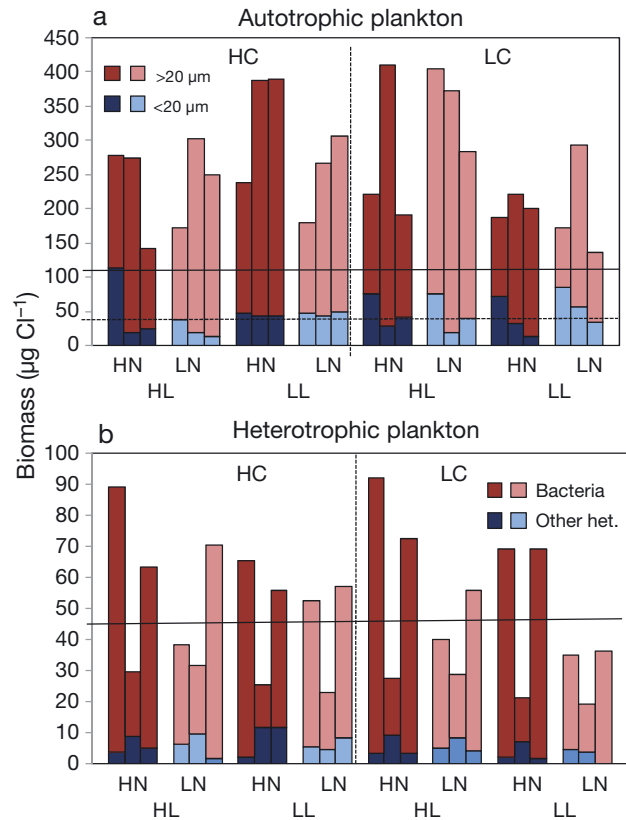 a Autotrophic plankton
450
400
350
300
250
200
150
100
50
0
HC
LC
>20 µm
<20 µm
HN LN HN LN HN LN HN LN
HL LL HL LL
Biomass (µg Cl–1)
b Heterotrophic plankton
100
90
80
70
60
50
40
30
20
10
0
HC
LC
Bacteria
Other het.
HN LN HN LN HN LN HN LN
HL LL HL LL